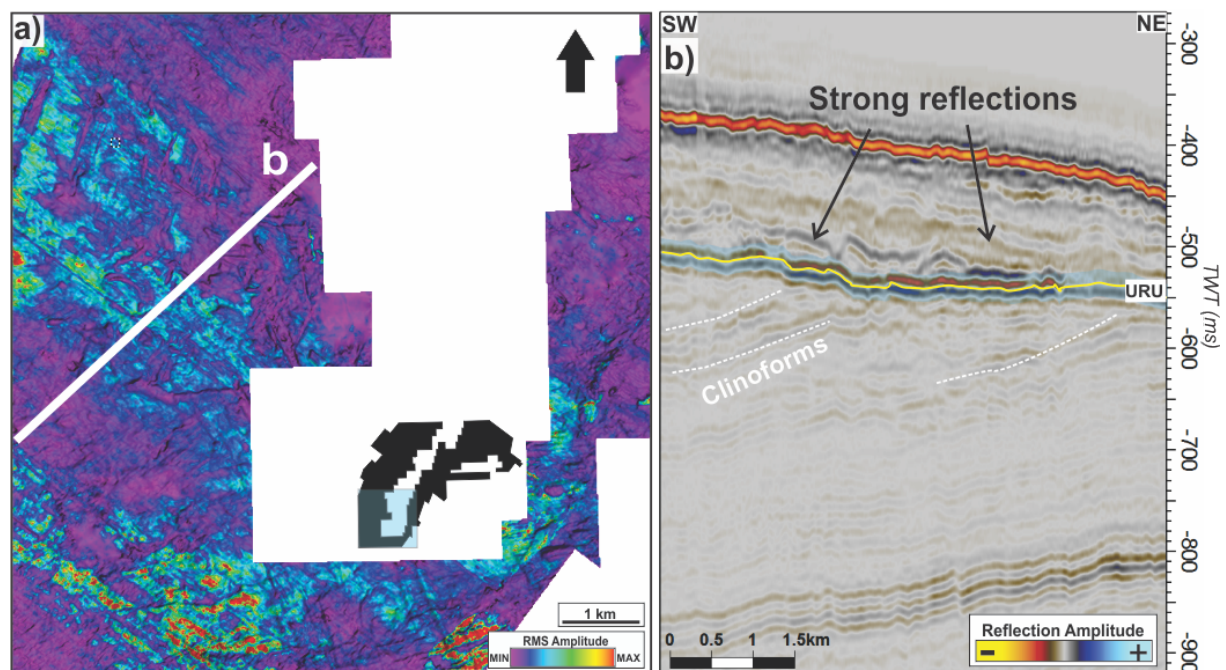 a)
b
1 km
RMS Amplitude
MIN
MAX
SW
NE
b)
Strong reflections
Clinoforms
URU
-300
-400
-500
-600
-700
-800
-900
TWT (ms)
0 0.5 1 1.5km
Reflection Amplitude
- +